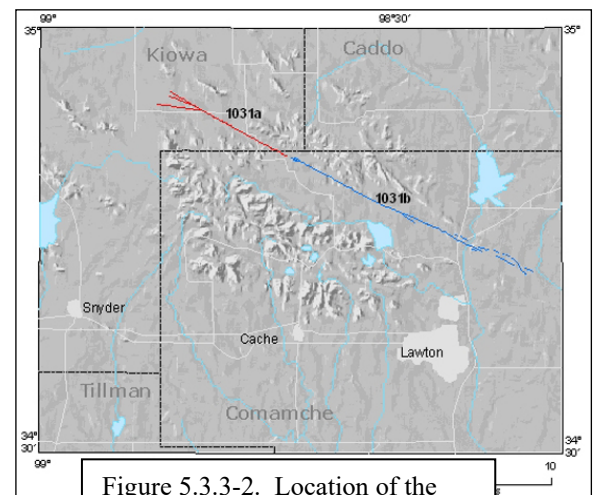 99° 98°30'
35° 35°
Kiowa Caddo
1031a
1031b
Snyder
Cache
Lawton
Tillman
Comamche
34° 30' 34° 30'
99° 10
Figure 5.3.3-2. Location of the